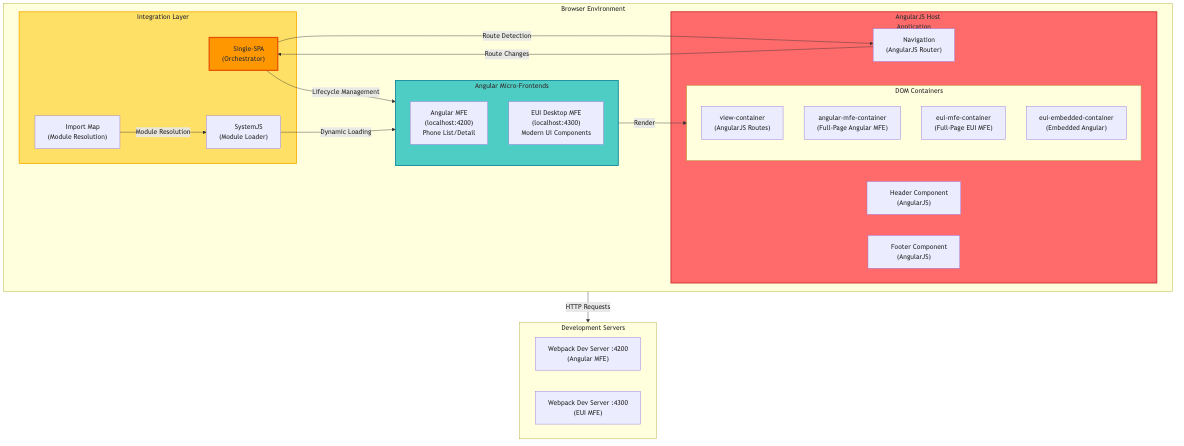 Browser Environment
Integration Layer
Single-SPA
(Orchestrator)
Import Map
(Module Resolution)
Module Resolution
SystemJS
(Module Loader)
Route Detection
Route Changes
Lifecycle Management
Dynamic Loading
Angular Micro-Frontends
Angular MFE
(localhost:4200)
Phone List/Detail
EUI Desktop MFE
(localhost:4300)
Modern UI Components
Render
AngularJS Host
Application
Navigation
(AngularJS Router)
DOM Containers
view-container
(AngularJS Routes)
angular-mfe-container
(Full-Page Angular MFE)
eui-mfe-container
(Full-Page EUI MFE)
eui-embedded-container
(Embedded Angular)
Header Component
(AngularJS)
Footer Component
(AngularJS)
HTTP Requests
Development Servers
Webpack Dev Server :4200
(Angular MFE)
Webpack Dev Server :4300
(EUI MFE)